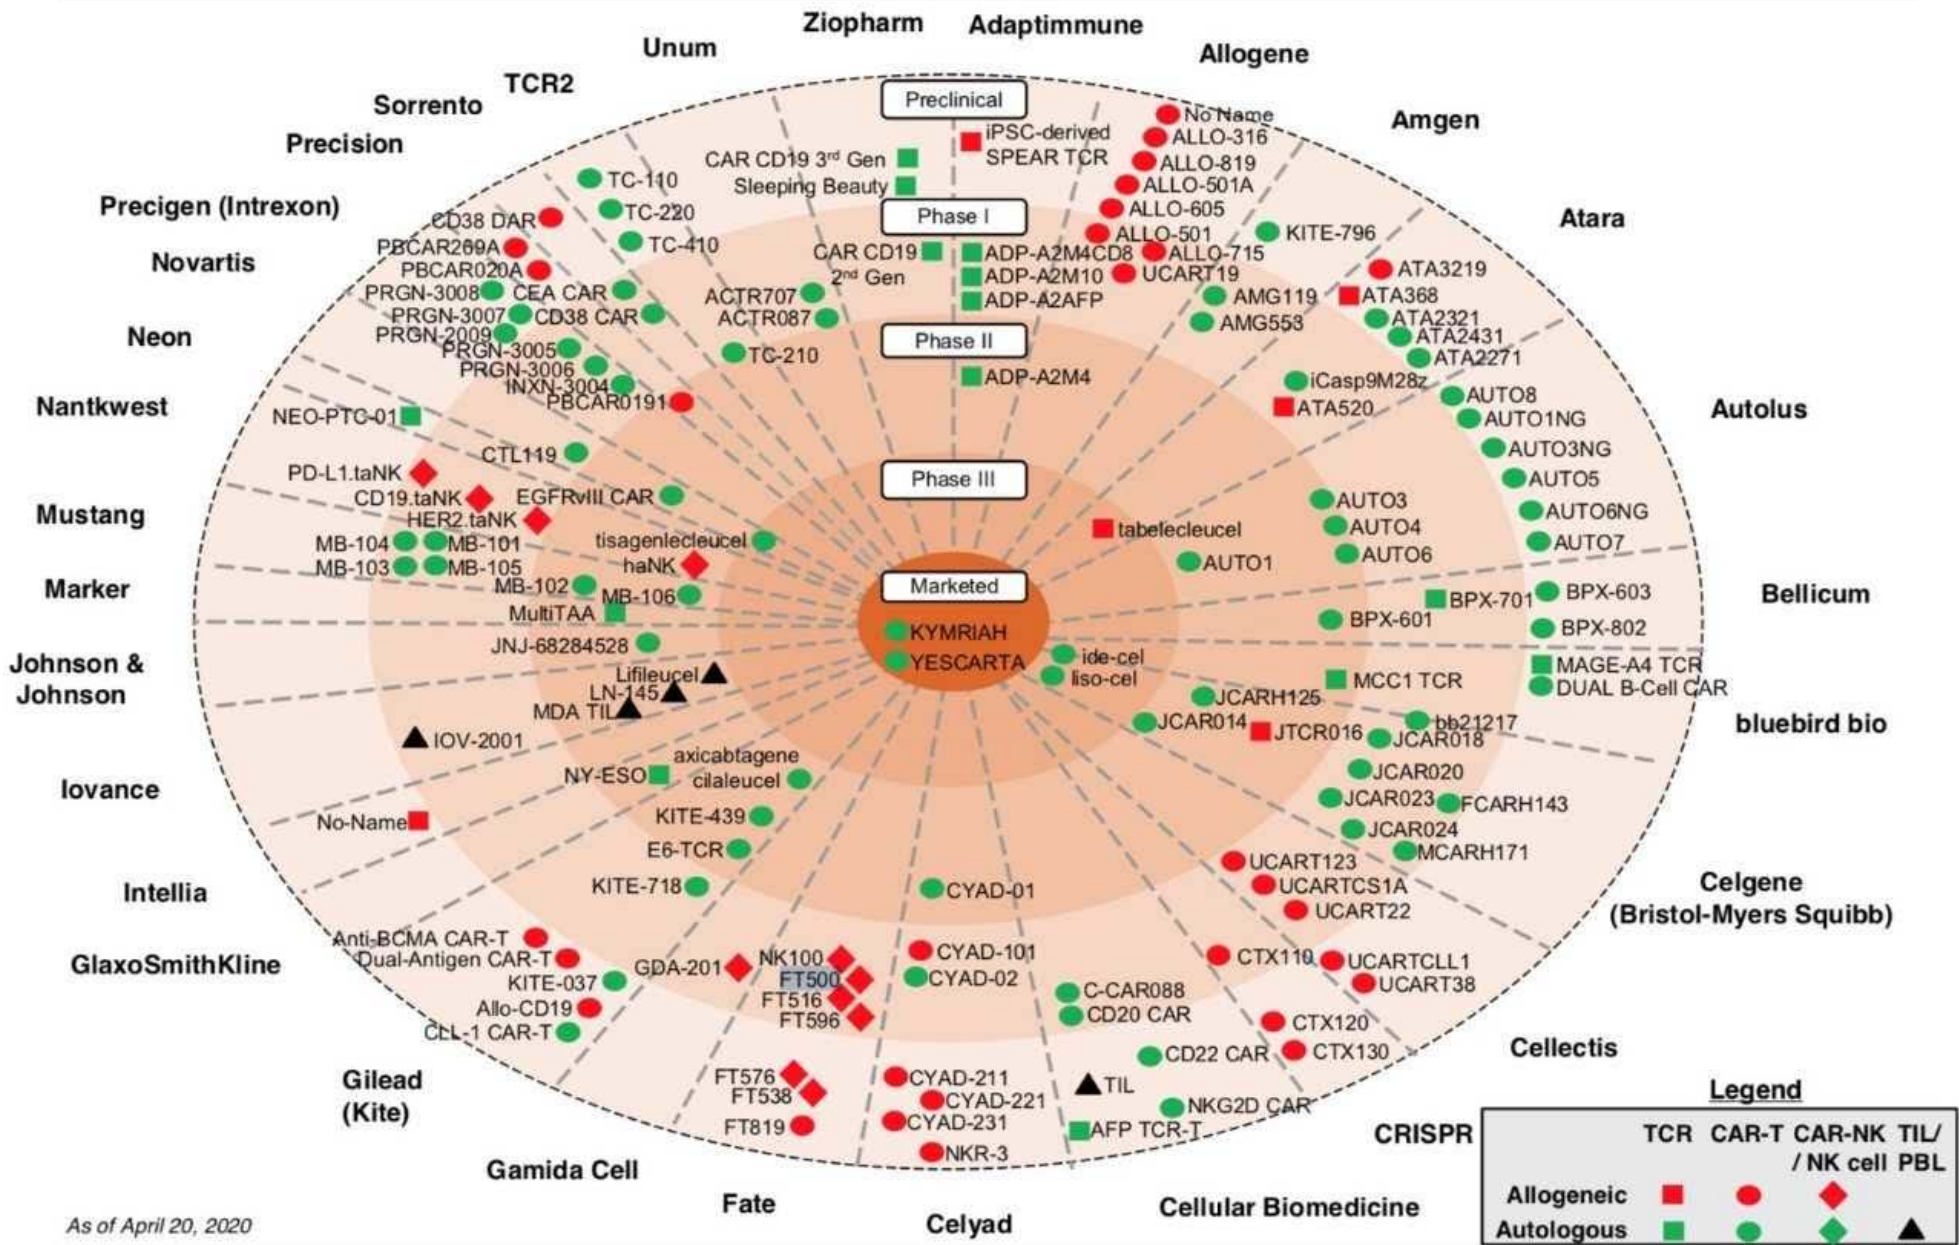 Ziopharm
Adaptimmune
Unum
Allogene
TCR2
Sorrento
Amgen
Precision
Precigen (Intrexon)
Atara
Novartis
Neon
Nantkwest
Autolus
Mustang
Marker
Bellicum
Johnson &
Johnson
bluebird bio
Iovance
Intellia
Celgene
(Bristol-Myers Squibb)
GlaxoSmithKline
Gilead
(Kite)
Cellectis
Gamida Cell
CRISPR
Fate
Celyad
Cellular Biomedicine
Preclinical
Phase I
Phase II
Phase III
Marketed
KYMRIAH
YESCARTA
CAR CD19 3rd Gen
Sleeping Beauty
CAR CD19
2nd Gen
iPSC-derived
SPEAR TCR
ADP-A2M4CD8
ADP-A2M10
ADP-A2AFP
ADP-A2M4
No Name
ALLO-316
ALLO-819
ALLO-501A
ALLO-605
ALLO-501
ALLO-715
UCART19
KITE-796
AMG119
AMG553
ATA3219
ATA368
ATA2321
ATA2431
ATA2271
iCasp9M28z
ATA520
tabelecleucel
AUTO8
AUTO1NG
AUTO3NG
AUTO5
AUTO6NG
AUTO7
AUTO3
AUTO4
AUTO6
AUTO1
BPX-603
BPX-701
BPX-601
BPX-802
MAGE-A4 TCR
DUAL B-Cell CAR
MCC1 TCR
bb21217
ide-cel
liso-cel
JCARH125
JCAR014
JTCR016
JCAR018
JCAR020
JCAR023
FCARH143
JCAR024
MCARH171
UCART123
UCARTCS1A
UCART22
UCARTCLL1
UCART38
CTX110
CTX120
CTX130
C-CAR088
CD20 CAR
CD22 CAR
TIL
NKG2D CAR
AFP TCR-T
CYAD-01
CYAD-101
CYAD-02
CYAD-211
CYAD-221
CYAD-231
NKR-3
NK100
FT500
FT516
FT596
FT576
FT538
FT819
GDA-201
axicabtagene
cilaleucel
KITE-439
E6-TCR
KITE-718
Anti-BCMA CAR-T
Dual-Antigen CAR-T
KITE-037
Allo-CD19
CLL-1 CAR-T
NY-ESO
No-Name
Lifileucel
LN-145
MDA TIL
IOV-2001
JNJ-68284528
MultiTAA
MB-104
MB-101
MB-103
MB-105
MB-102
MB-106
PD-L1.taNK
CD19.taNK
HER2.taNK
haNK
NEO-PTC-01
CTL119
EGFRvIII CAR
tisagenlecleucel
PRGN-3008
PRGN-3007
PRGN-2009
PRGN-3005
PRGN-3006
INXN-3004
PBCAR269A
PBCAR020A
PBCAR0191
CD38 DAR
CEA CAR
CD38 CAR
TC-110
TC-220
TC-410
TC-210
ACTR707
ACTR087
Legend
TCR CAR-T CAR-NK TIL/
/ NK cell PBL
Allogeneic
Autologous
As of April 20, 2020